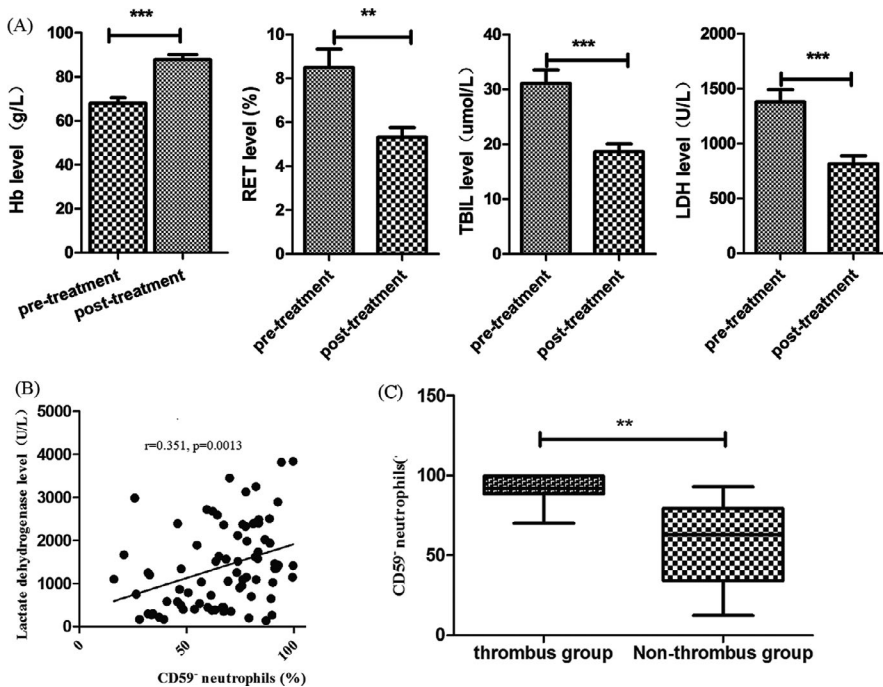 (A)
***
Hb level (g/L)
100
80
60
40
20
0
pre-treatment
post-treatment
**
RET level (%)
10
8
6
4
2
0
pre-treatment
post-treatment
***
TBIL level (umol/L)
40
30
20
10
0
pre-treatment
post-treatment
***
LDH level (U/L)
2000
1500
1000
500
0
pre-treatment
post-treatment
(B)
r=0.351, p=0.0013
Lactate dehydrogenase level (U/L)
5000
4000
3000
2000
1000
0
0
50
100
CD59⁻ neutrophils (%)
(C)
**
CD59⁻ neutrophils(
150
100
50
0
thrombus group
Non-thrombus group